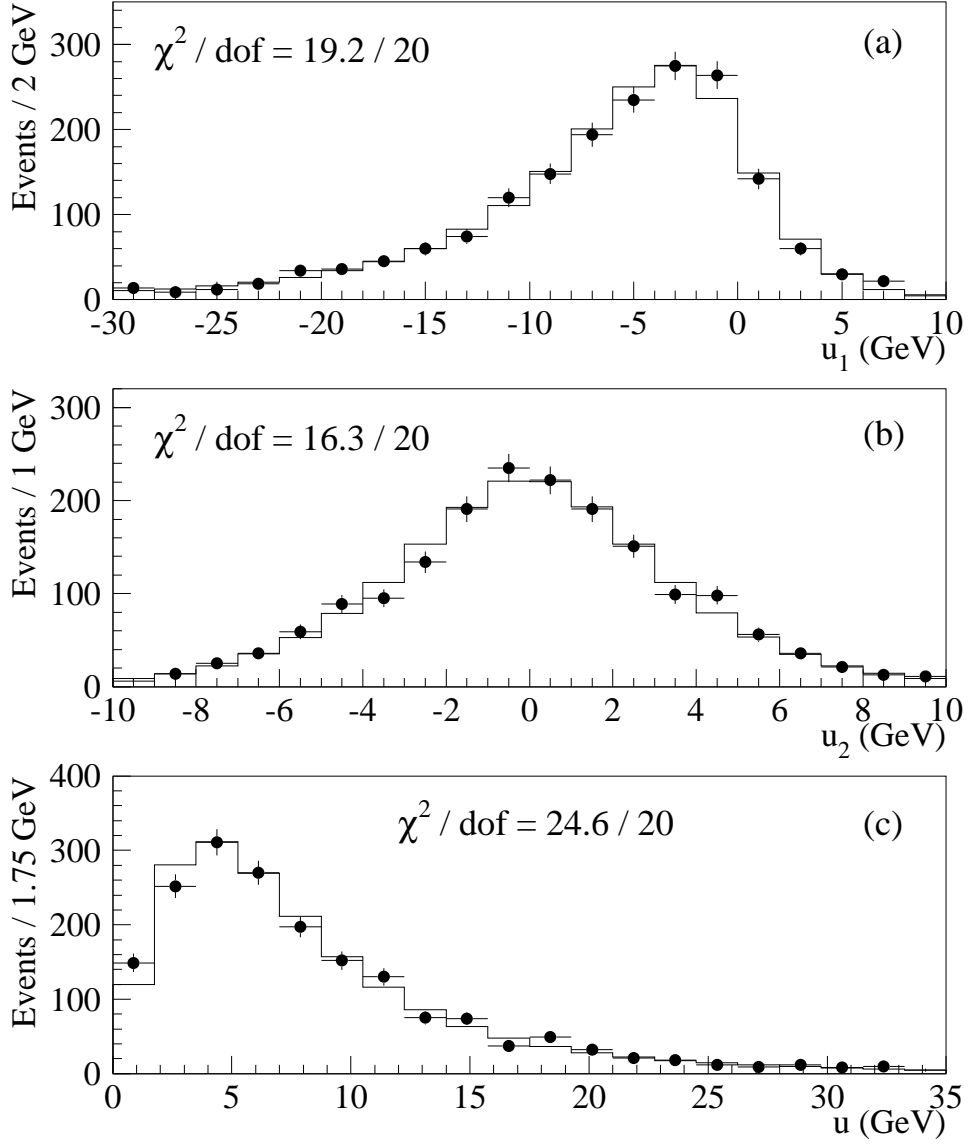 Events / 2 GeV
χ² / dof = 19.2 / 20
(a)
300
200
100
0
-30 -25 -20 -15 -10 -5 0 5 10
u₁ (GeV)
Events / 1 GeV
χ² / dof = 16.3 / 20
(b)
300
200
100
0
-10 -8 -6 -4 -2 0 2 4 6 8 10
u₂ (GeV)
Events / 1.75 GeV
χ² / dof = 24.6 / 20
(c)
400
300
200
100
0
0 5 10 15 20 25 30 35
u (GeV)